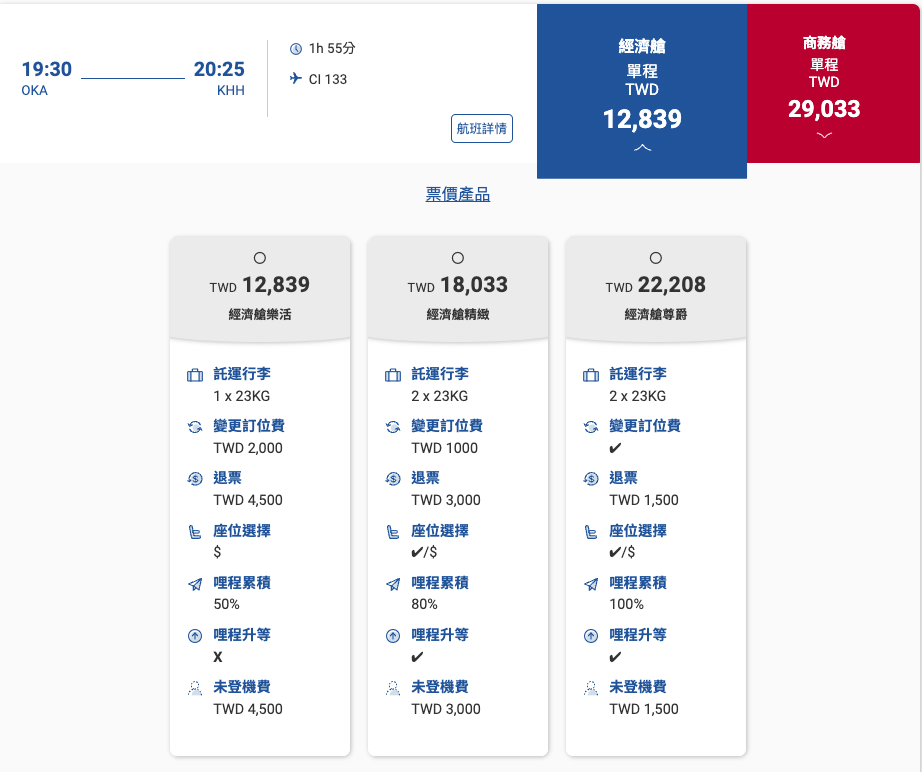 19:30
20:25
OKA
KHH
1h 55分
CI 133
航班詳情
經濟艙
單程
TWD
12,839
商務艙
單程
TWD
29,033
票價產品
TWD 12,839
經濟艙樂活
託運行李
1 x 23KG
變更訂位費
TWD 2,000
退票
TWD 4,500
座位選擇
$
哩程累積
50%
哩程升等
X
未登機費
TWD 4,500
TWD 18,033
經濟艙精緻
託運行李
2 x 23KG
變更訂位費
TWD 1000
退票
TWD 3,000
座位選擇
✔/$
哩程累積
80%
哩程升等
✔
未登機費
TWD 3,000
TWD 22,208
經濟艙尊爵
託運行李
2 x 23KG
變更訂位費
✔
退票
TWD 1,500
座位選擇
✔/$
哩程累積
100%
哩程升等
✔
未登機費
TWD 1,500